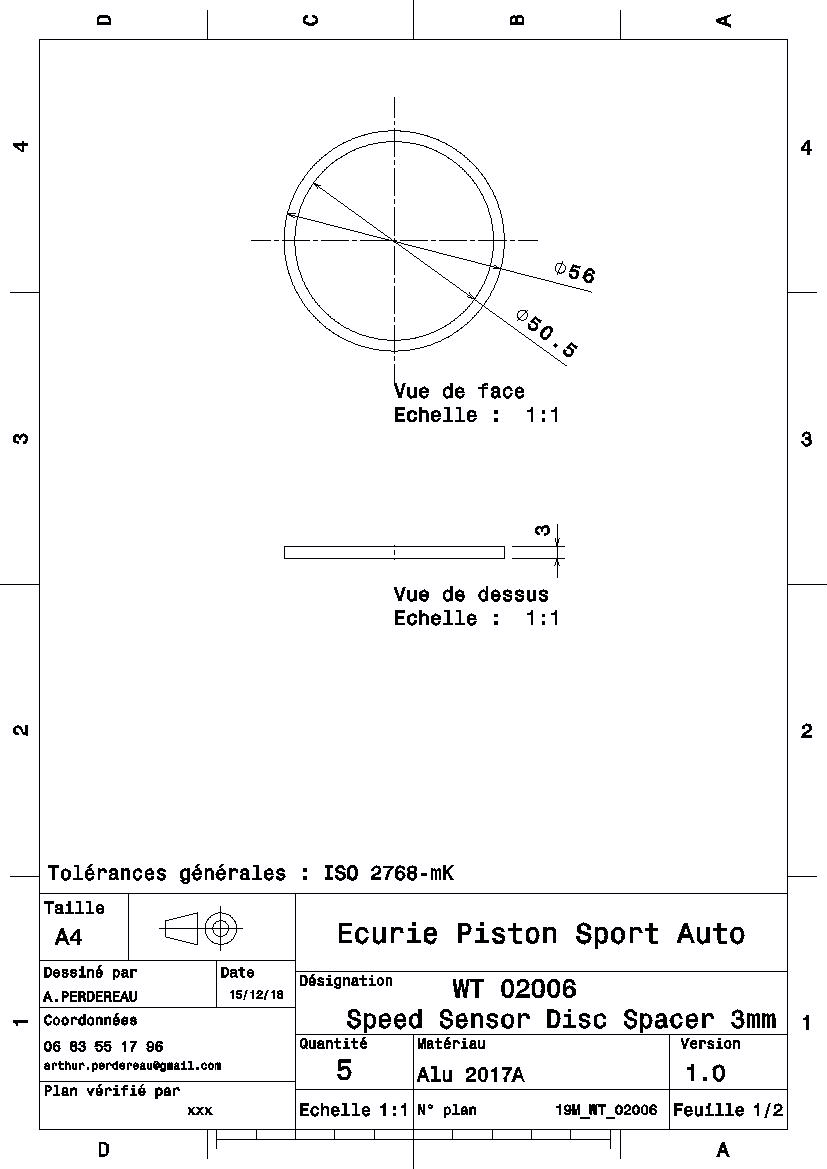 D C B A
4 4
⌀56
⌀50.5
Vue de face
Echelle : 1:1
3 3
3
Vue de dessus
Echelle : 1:1
2 2
Tolérances générales : ISO 2768-mK
Taille
A4
Ecurie Piston Sport Auto
Dessiné par
A.PERDEREAU
Date
15/12/18
Désignation
WT 02006
Speed Sensor Disc Spacer 3mm
1 1
Coordonnées
06 83 55 17 96
arthur.perdereau@gmail.com
Quantité
5
Matériau
Alu 2017A
Version
1.0
Plan vérifié par
xxx
Echelle 1:1
N° plan 19M_WT_02006
Feuille 1/2
D A